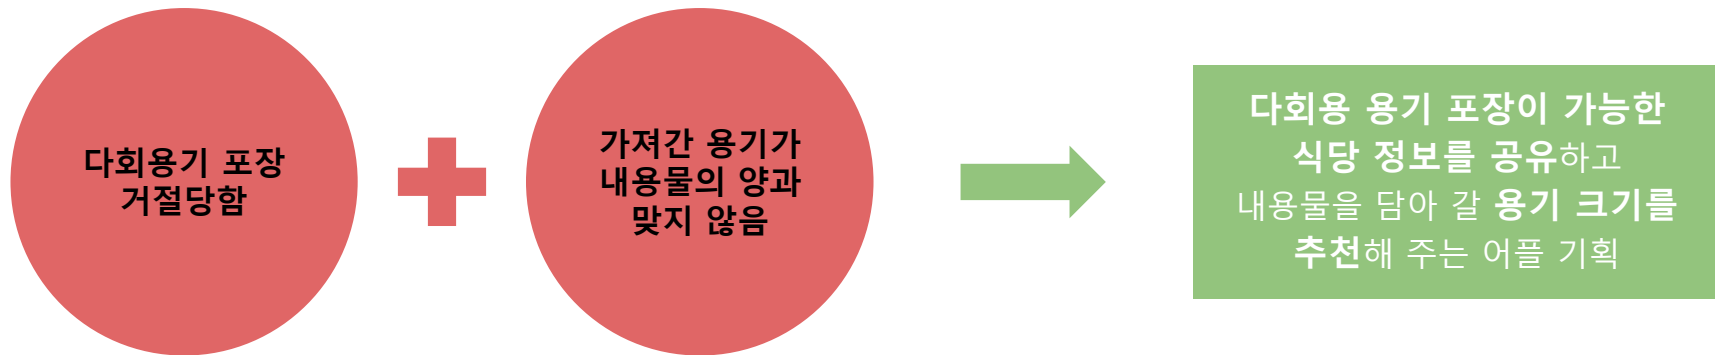 다회용기 포장
거절당함
가져간 용기가
내용물의 양과
맞지 않음
다회용 용기 포장이 가능한
식당 정보를 공유하고
내용물을 담아 갈 용기 크기를
추천해 주는 어플 기획